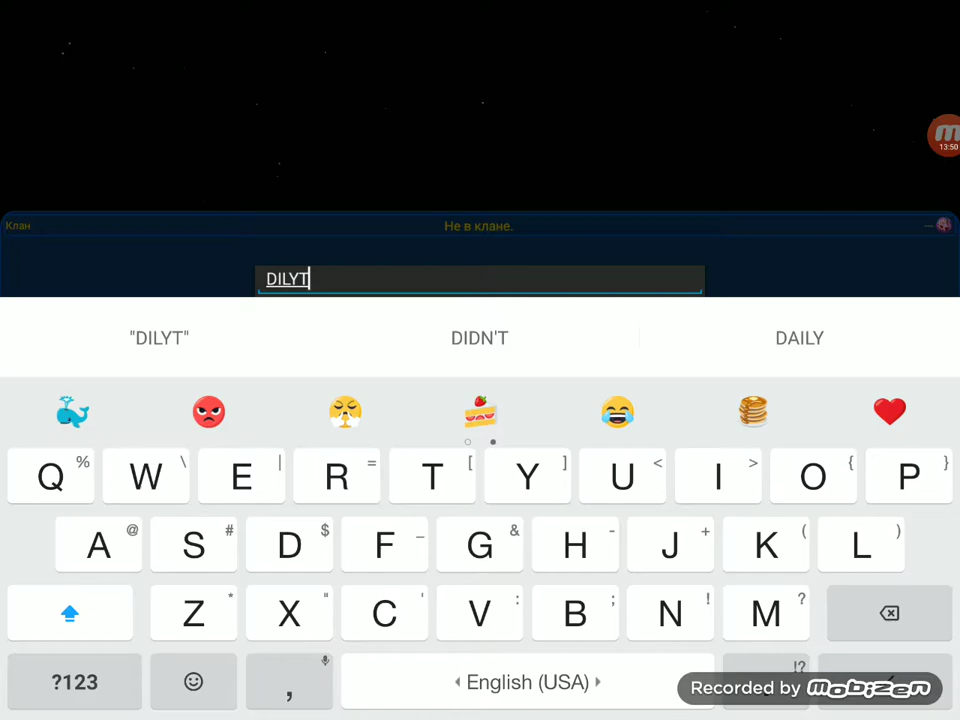 13:50
Клан Не в клане.
DILYT
"DILYT" DIDN'T DAILY
Q % W \ E | R = T [ Y ] U < I > O { P }
A @ S # D $ F _ G & H - J + K ( L )
Z * X " C ' V : B ; N ! M ?
?123 , English (USA) !?
Recorded by MOBIZEN